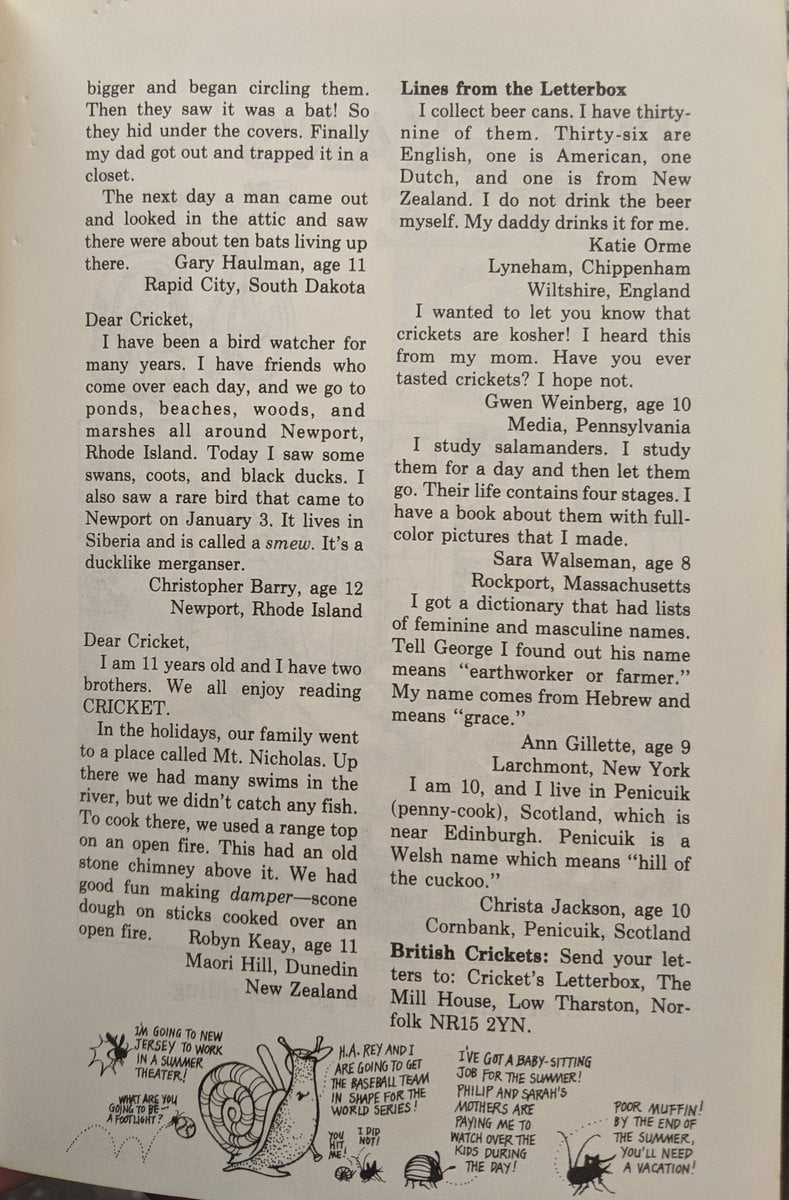 bigger and began circling them.
Then they saw it was a bat! So
they hid under the covers. Finally
my dad got out and trapped it in a
closet.
The next day a man came out
and looked in the attic and saw
there were about ten bats living up
there. Gary Haulman, age 11
Rapid City, South Dakota
Dear Cricket,
I have been a bird watcher for
many years. I have friends who
come over each day, and we go to
ponds, beaches, woods, and
marshes all around Newport,
Rhode Island. Today I saw some
swans, coots, and black ducks. I
also saw a rare bird that came to
Newport on January 3. It lives in
Siberia and is called a smew. It's a
ducklike merganser.
Christopher Barry, age 12
Newport, Rhode Island
Dear Cricket,
I am 11 years old and I have two
brothers. We all enjoy reading
CRICKET.
In the holidays, our family went
to a place called Mt. Nicholas. Up
there we had many swims in the
river, but we didn't catch any fish.
To cook there, we used a range top
on an open fire. This had an old
stone chimney above it. We had
good fun making damper—scone
dough on sticks cooked over an
open fire. Robyn Keay, age 11
Maori Hill, Dunedin
New Zealand
Lines from the Letterbox
I collect beer cans. I have thirty-
nine of them. Thirty-six are
English, one is American, one
Dutch, and one is from New
Zealand. I do not drink the beer
myself. My daddy drinks it for me.
Katie Orme
Lyneham, Chippenham
Wiltshire, England
I wanted to let you know that
crickets are kosher! I heard this
from my mom. Have you ever
tasted crickets? I hope not.
Gwen Weinberg, age 10
Media, Pennsylvania
I study salamanders. I study
them for a day and then let them
go. Their life contains four stages. I
have a book about them with full-
color pictures that I made.
Sara Walseman, age 8
Rockport, Massachusetts
I got a dictionary that had lists
of feminine and masculine names.
Tell George I found out his name
means "earthworker or farmer."
My name comes from Hebrew and
means "grace."
Ann Gillette, age 9
Larchmont, New York
I am 10, and I live in Penicuik
(penny-cook), Scotland, which is
near Edinburgh. Penicuik is a
Welsh name which means "hill of
the cuckoo."
Christa Jackson, age 10
Cornbank, Penicuik, Scotland
British Crickets: Send your let-
ters to: Cricket's Letterbox, The
Mill House, Low Tharston, Nor-
folk NR15 2YN.
I'M GOING TO NEW
JERSEY TO WORK
IN A SUMMER
THEATER!
WHAT ARE YOU
GOING TO BE—
A FOOTLIGHT?
H.A. REY AND I
ARE GOING TO GET
THE BASEBALL TEAM
IN SHAPE FOR THE
WORLD SERIES!
YOU
HIT
ME!
I DID
NOT!
I'VE GOT A BABY-SITTING
JOB FOR THE SUMMER!
PHILIP AND SARAH'S
MOTHERS ARE
PAYING ME TO
WATCH OVER THE
KIDS DURING
THE DAY!
POOR MUFFIN!
BY THE END OF
THE SUMMER,
YOU'LL NEED
A VACATION!